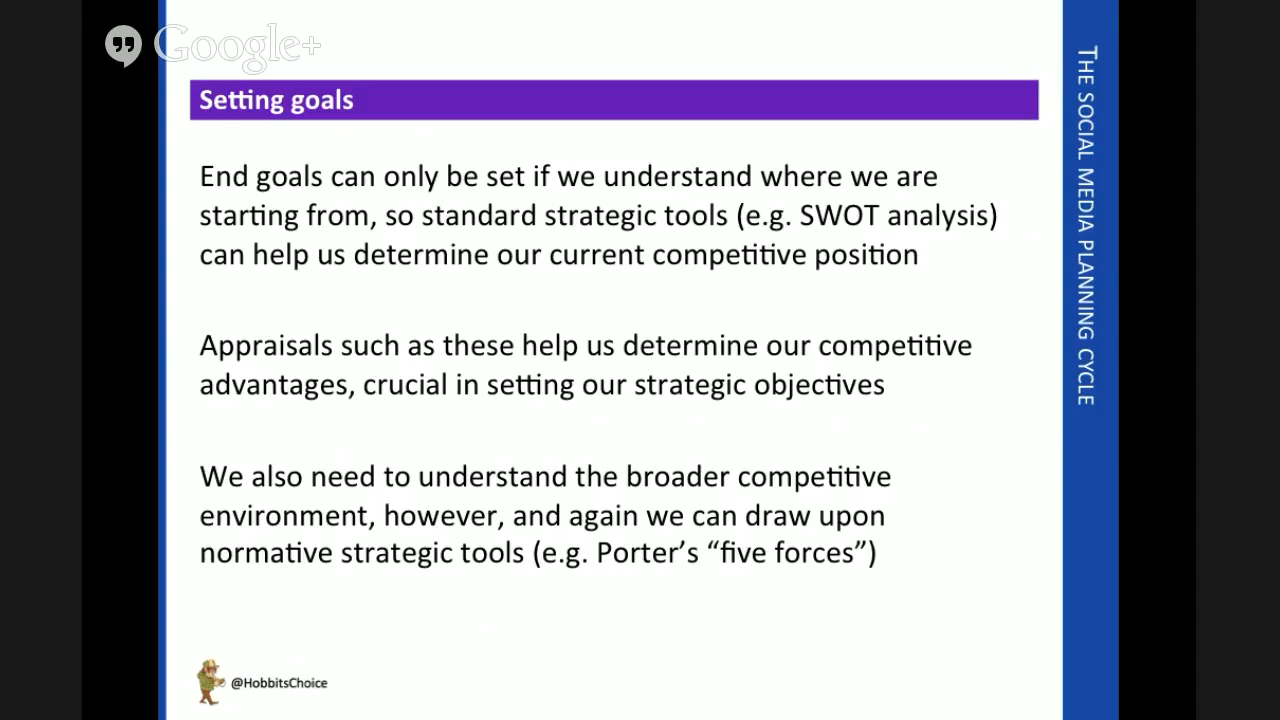 Google+
Setting goals
End goals can only be set if we understand where we are
starting from, so standard strategic tools (e.g. SWOT analysis)
can help us determine our current competitive position
Appraisals such as these help us determine our competitive
advantages, crucial in setting our strategic objectives
We also need to understand the broader competitive
environment, however, and again we can draw upon
normative strategic tools (e.g. Porter’s “five forces”)
@HobbitsChoice
THE SOCIAL MEDIA PLANNING CYCLE